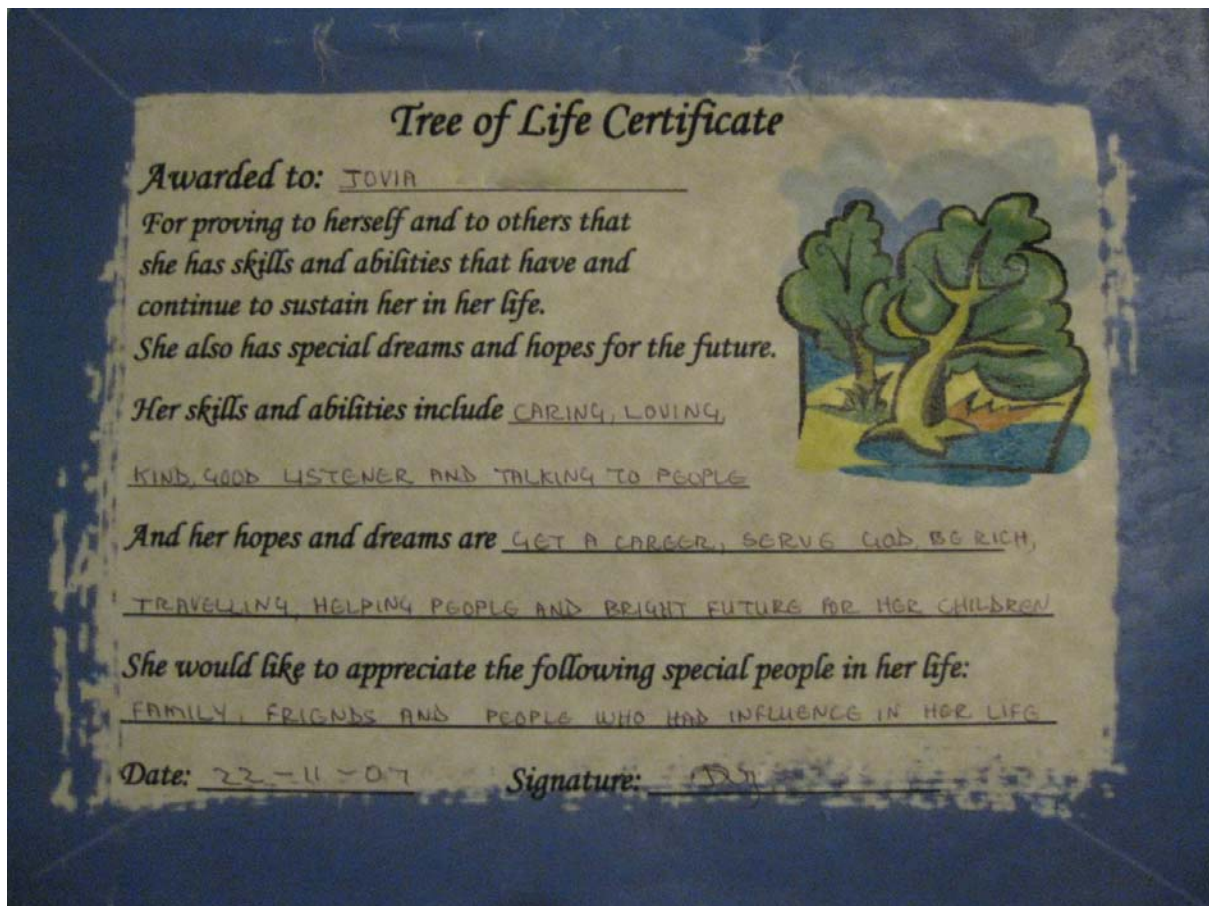 Tree of Life Certificate
Awarded to: JOVIA
For proving to herself and to others that
she has skills and abilities that have and
continue to sustain her in her life.
She also has special dreams and hopes for the future.
Her skills and abilities include CARING, LOVING,
KIND, GOOD LISTENER AND TALKING TO PEOPLE
And her hopes and dreams are GET A CAREER, SERVE GOD, BE RICH,
TRAVELLING, HELPING PEOPLE AND BRIGHT FUTURE FOR HER CHILDREN
She would like to appreciate the following special people in her life:
FAMILY, FRIENDS AND PEOPLE WHO HAD INFLUENCE IN HER LIFE
Date: 22-11-07 Signature: